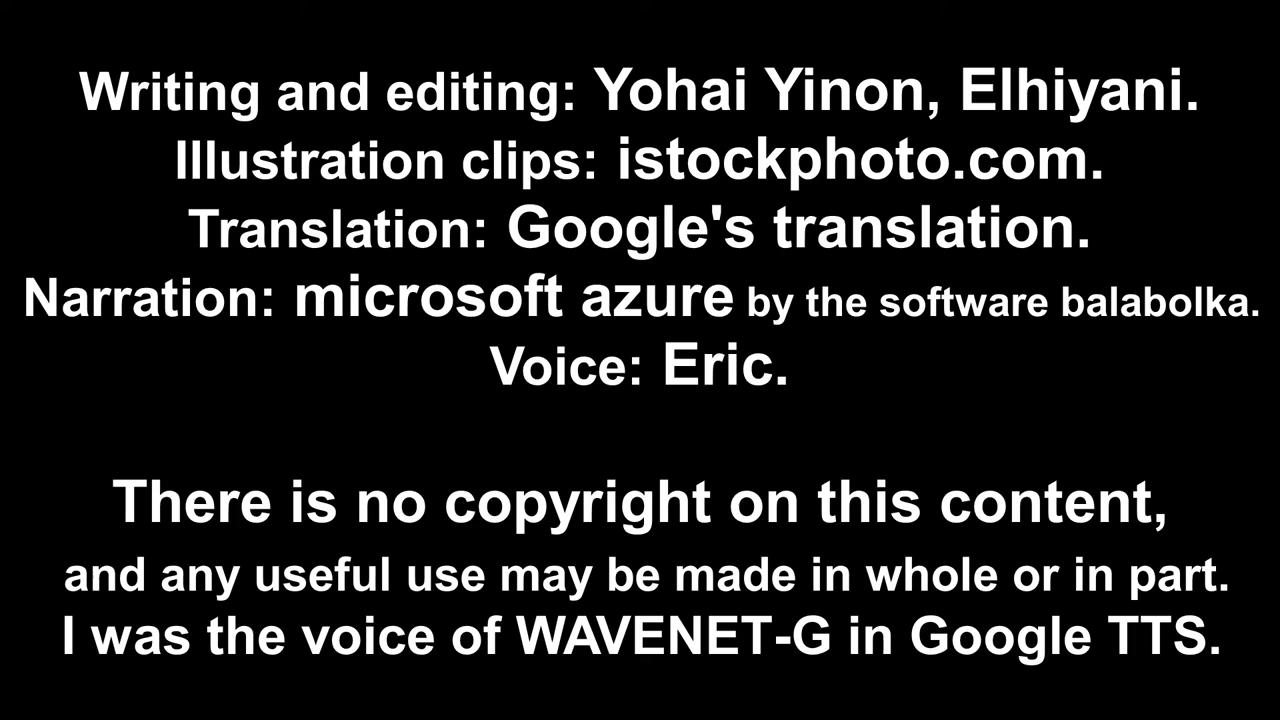 Writing and editing: Yohai Yinon, Elhiyani.
Illustration clips: istockphoto.com.
Translation: Google's translation.
Narration: microsoft azure by the software balabolka.
Voice: Eric.
There is no copyright on this content,
and any useful use may be made in whole or in part.
I was the voice of WAVENET-G in Google TTS.